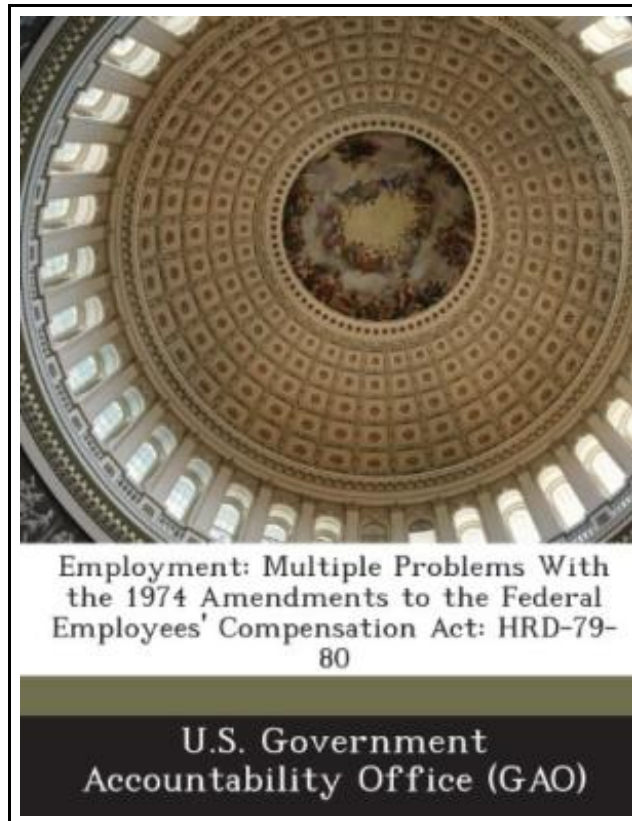 Employment: Multiple Problems With
the 1974 Amendments to the Federal
Employees' Compensation Act: HRD-79-
80
U.S. Government
Accountability Office (GAO)